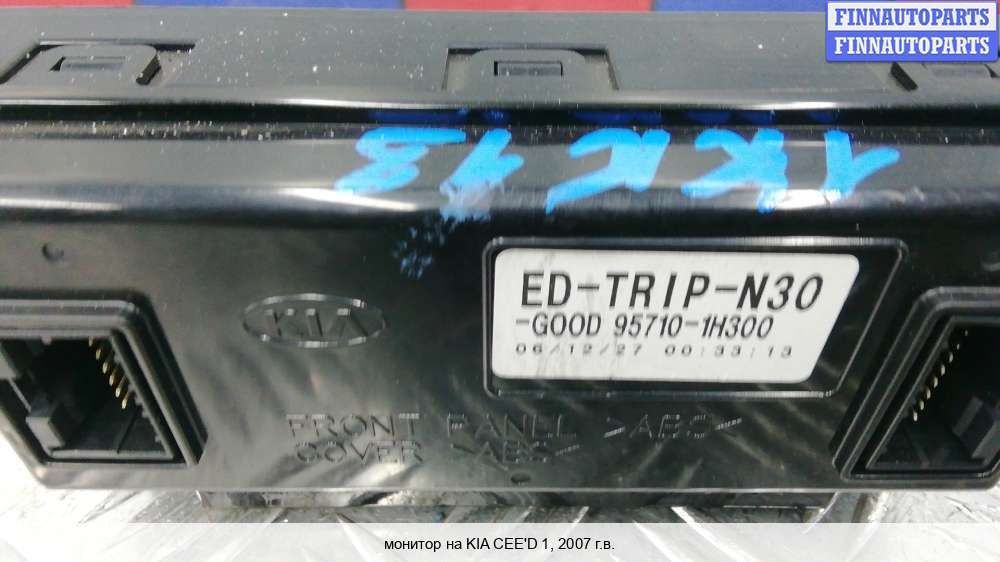 FINNAUTOPARTS
FINNAUTOPARTS
ED-TRIP-N30
-GOOD 95710-1H300
06/12/27 00:33:13
KIA
FRONT PANEL >ABS<
COVER >ABS<
монитор на KIA CEE'D 1, 2007 г.в.